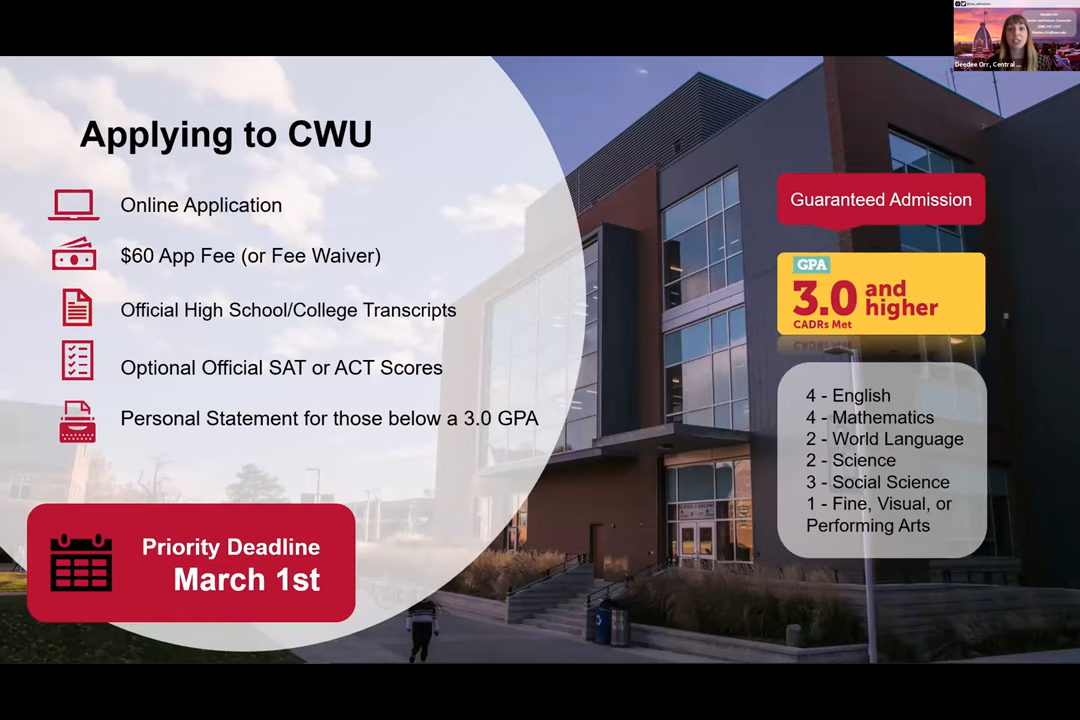 Applying to CWU
Online Application
$60 App Fee (or Fee Waiver)
Official High School/College Transcripts
Optional Official SAT or ACT Scores
Personal Statement for those below a 3.0 GPA
Priority Deadline
March 1st
Guaranteed Admission
GPA
3.0 and
higher
CADRs Met
4 - English
4 - Mathematics
2 - World Language
2 - Science
3 - Social Science
1 - Fine, Visual, or
Performing Arts
Deedee Orr, Central ...